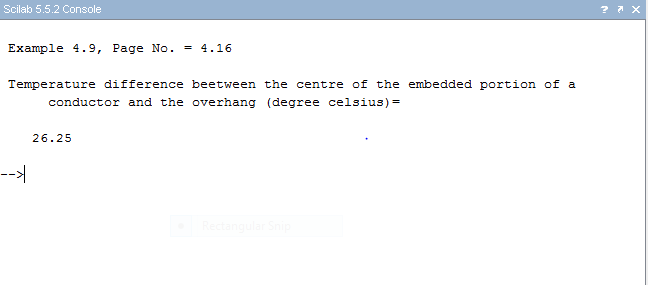 Scilab 5.5.2 Console
Example 4.9, Page No. = 4.16
Temperature difference beetween the centre of the embedded portion of a
conductor and the overhang (degree celsius)=
26.25
-->
Rectangular Snip